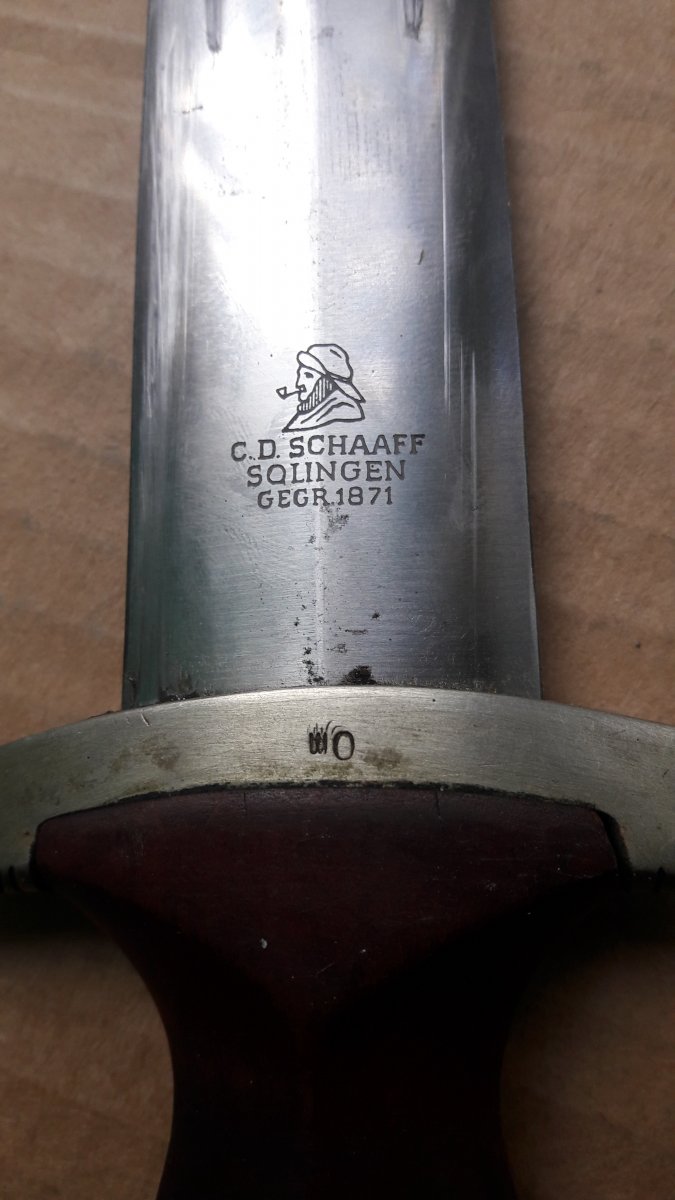 C.D. SCHAAFF
SOLINGEN
GEGR.1871
O